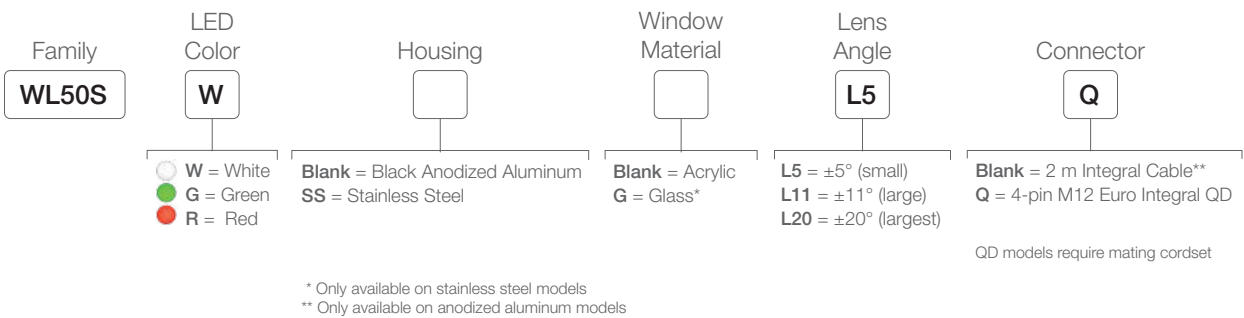 Family
LED
Color
Housing
Window
Material
Lens
Angle
Connector
WL50S
W
L5
Q
W = White
G = Green
R = Red
Blank = Black Anodized Aluminum
SS = Stainless Steel
Blank = Acrylic
G = Glass*
L5 = ±5° (small)
L11 = ±11° (large)
L20 = ±20° (largest)
Blank = 2 m Integral Cable**
Q = 4-pin M12 Euro Integral QD
QD models require mating cordset
* Only available on stainless steel models
** Only available on anodized aluminum models